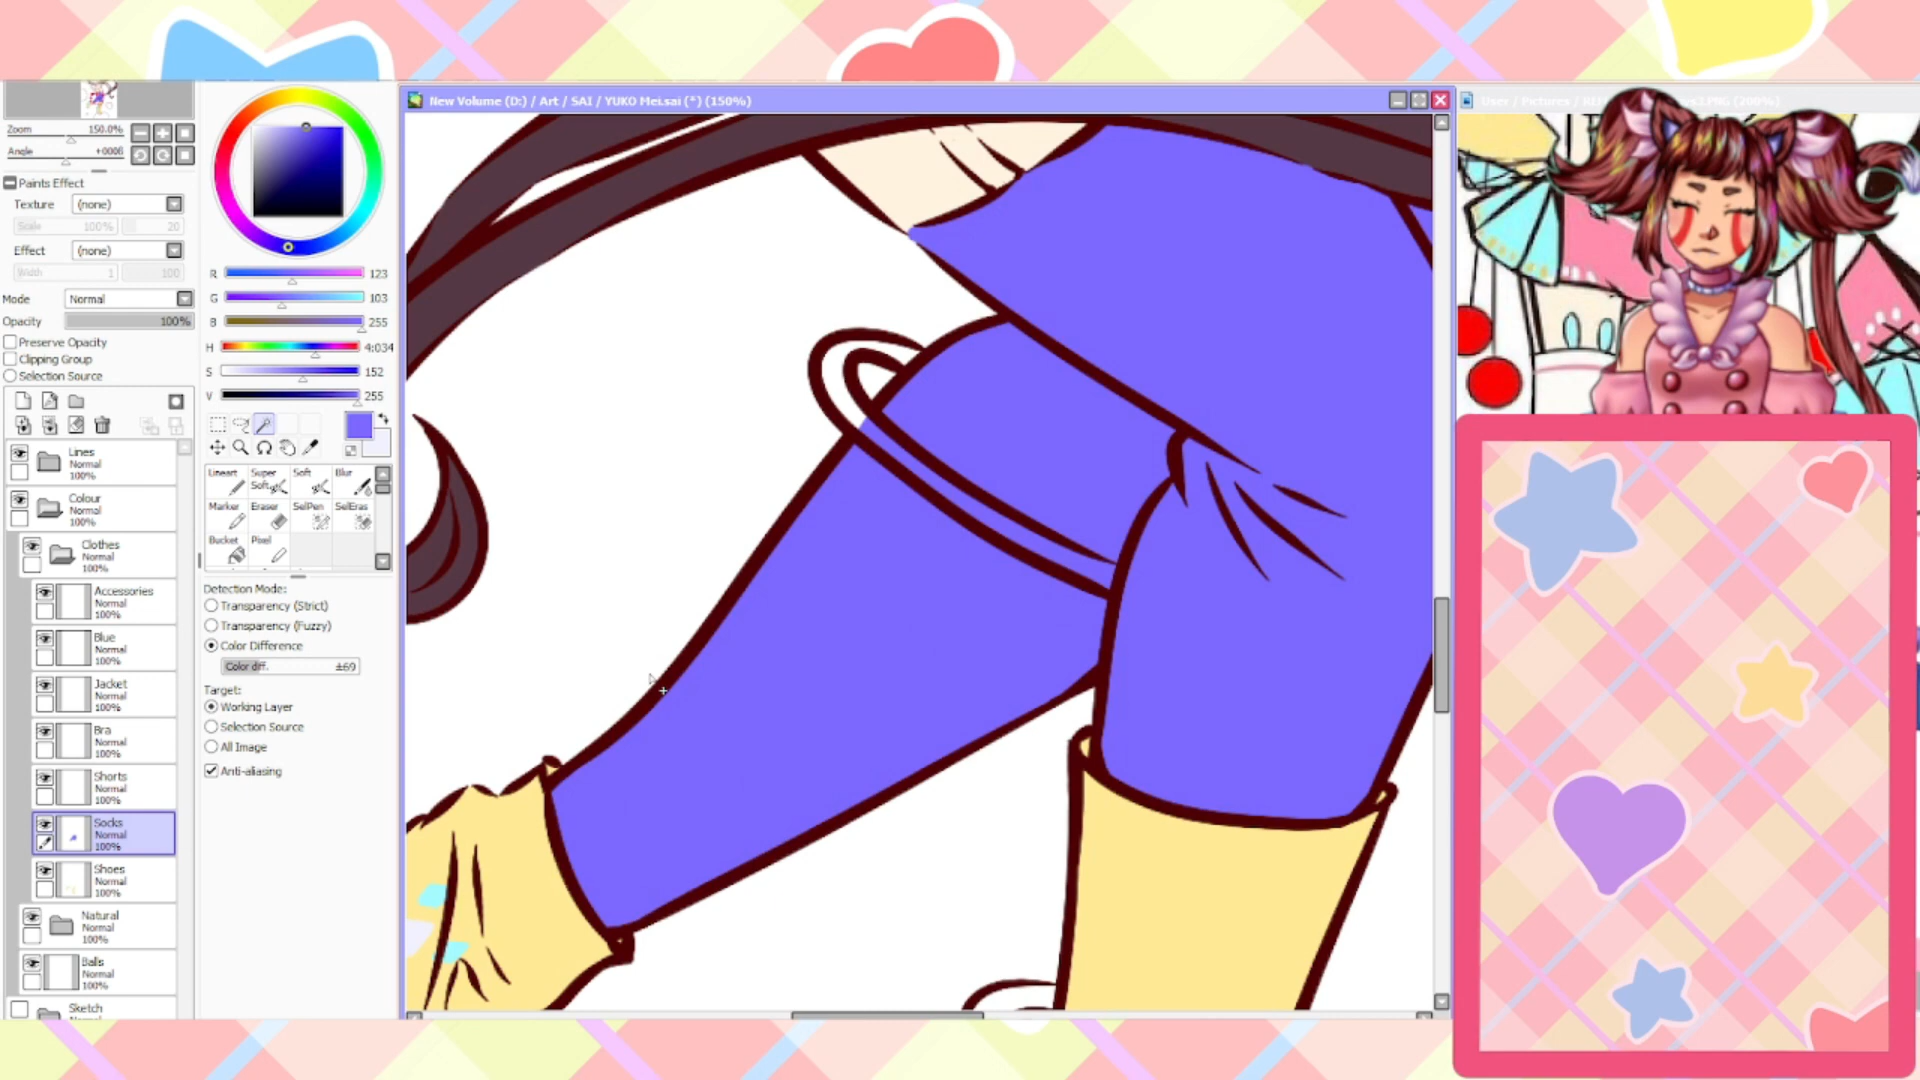 New Volume (D:) / Art / SAI / YUKO Mei.sai (*) (150%)
User / Pictures /
.PNG (200%)
Zoom 150.0%
Angle +0006
Paints Effect
Texture (none)
Scale 100% 20
Effect (none)
Width 1 100
Mode Normal
Opacity 100%
Preserve Opacity
Clipping Group
Selection Source
Lines
Normal
100%
Colour
Normal
100%
Clothes
Normal
100%
Accessories
Normal
100%
Blue
Normal
100%
Jacket
Normal
100%
Bra
Normal
100%
Shorts
Normal
100%
Socks
Normal
100%
Shoes
Normal
100%
Natural
Normal
100%
Balls
Normal
100%
Sketch
R 123
G 103
B 255
H 4:034
S 152
V 255
Lineart Super Soft Soft Blur
Marker Eraser SelPen SelEras
Bucket Pixel
Detection Mode:
Transparency (Strict)
Transparency (Fuzzy)
Color Difference
Color diff. ±69
Target:
Working Layer
Selection Source
All Image
Anti-aliasing